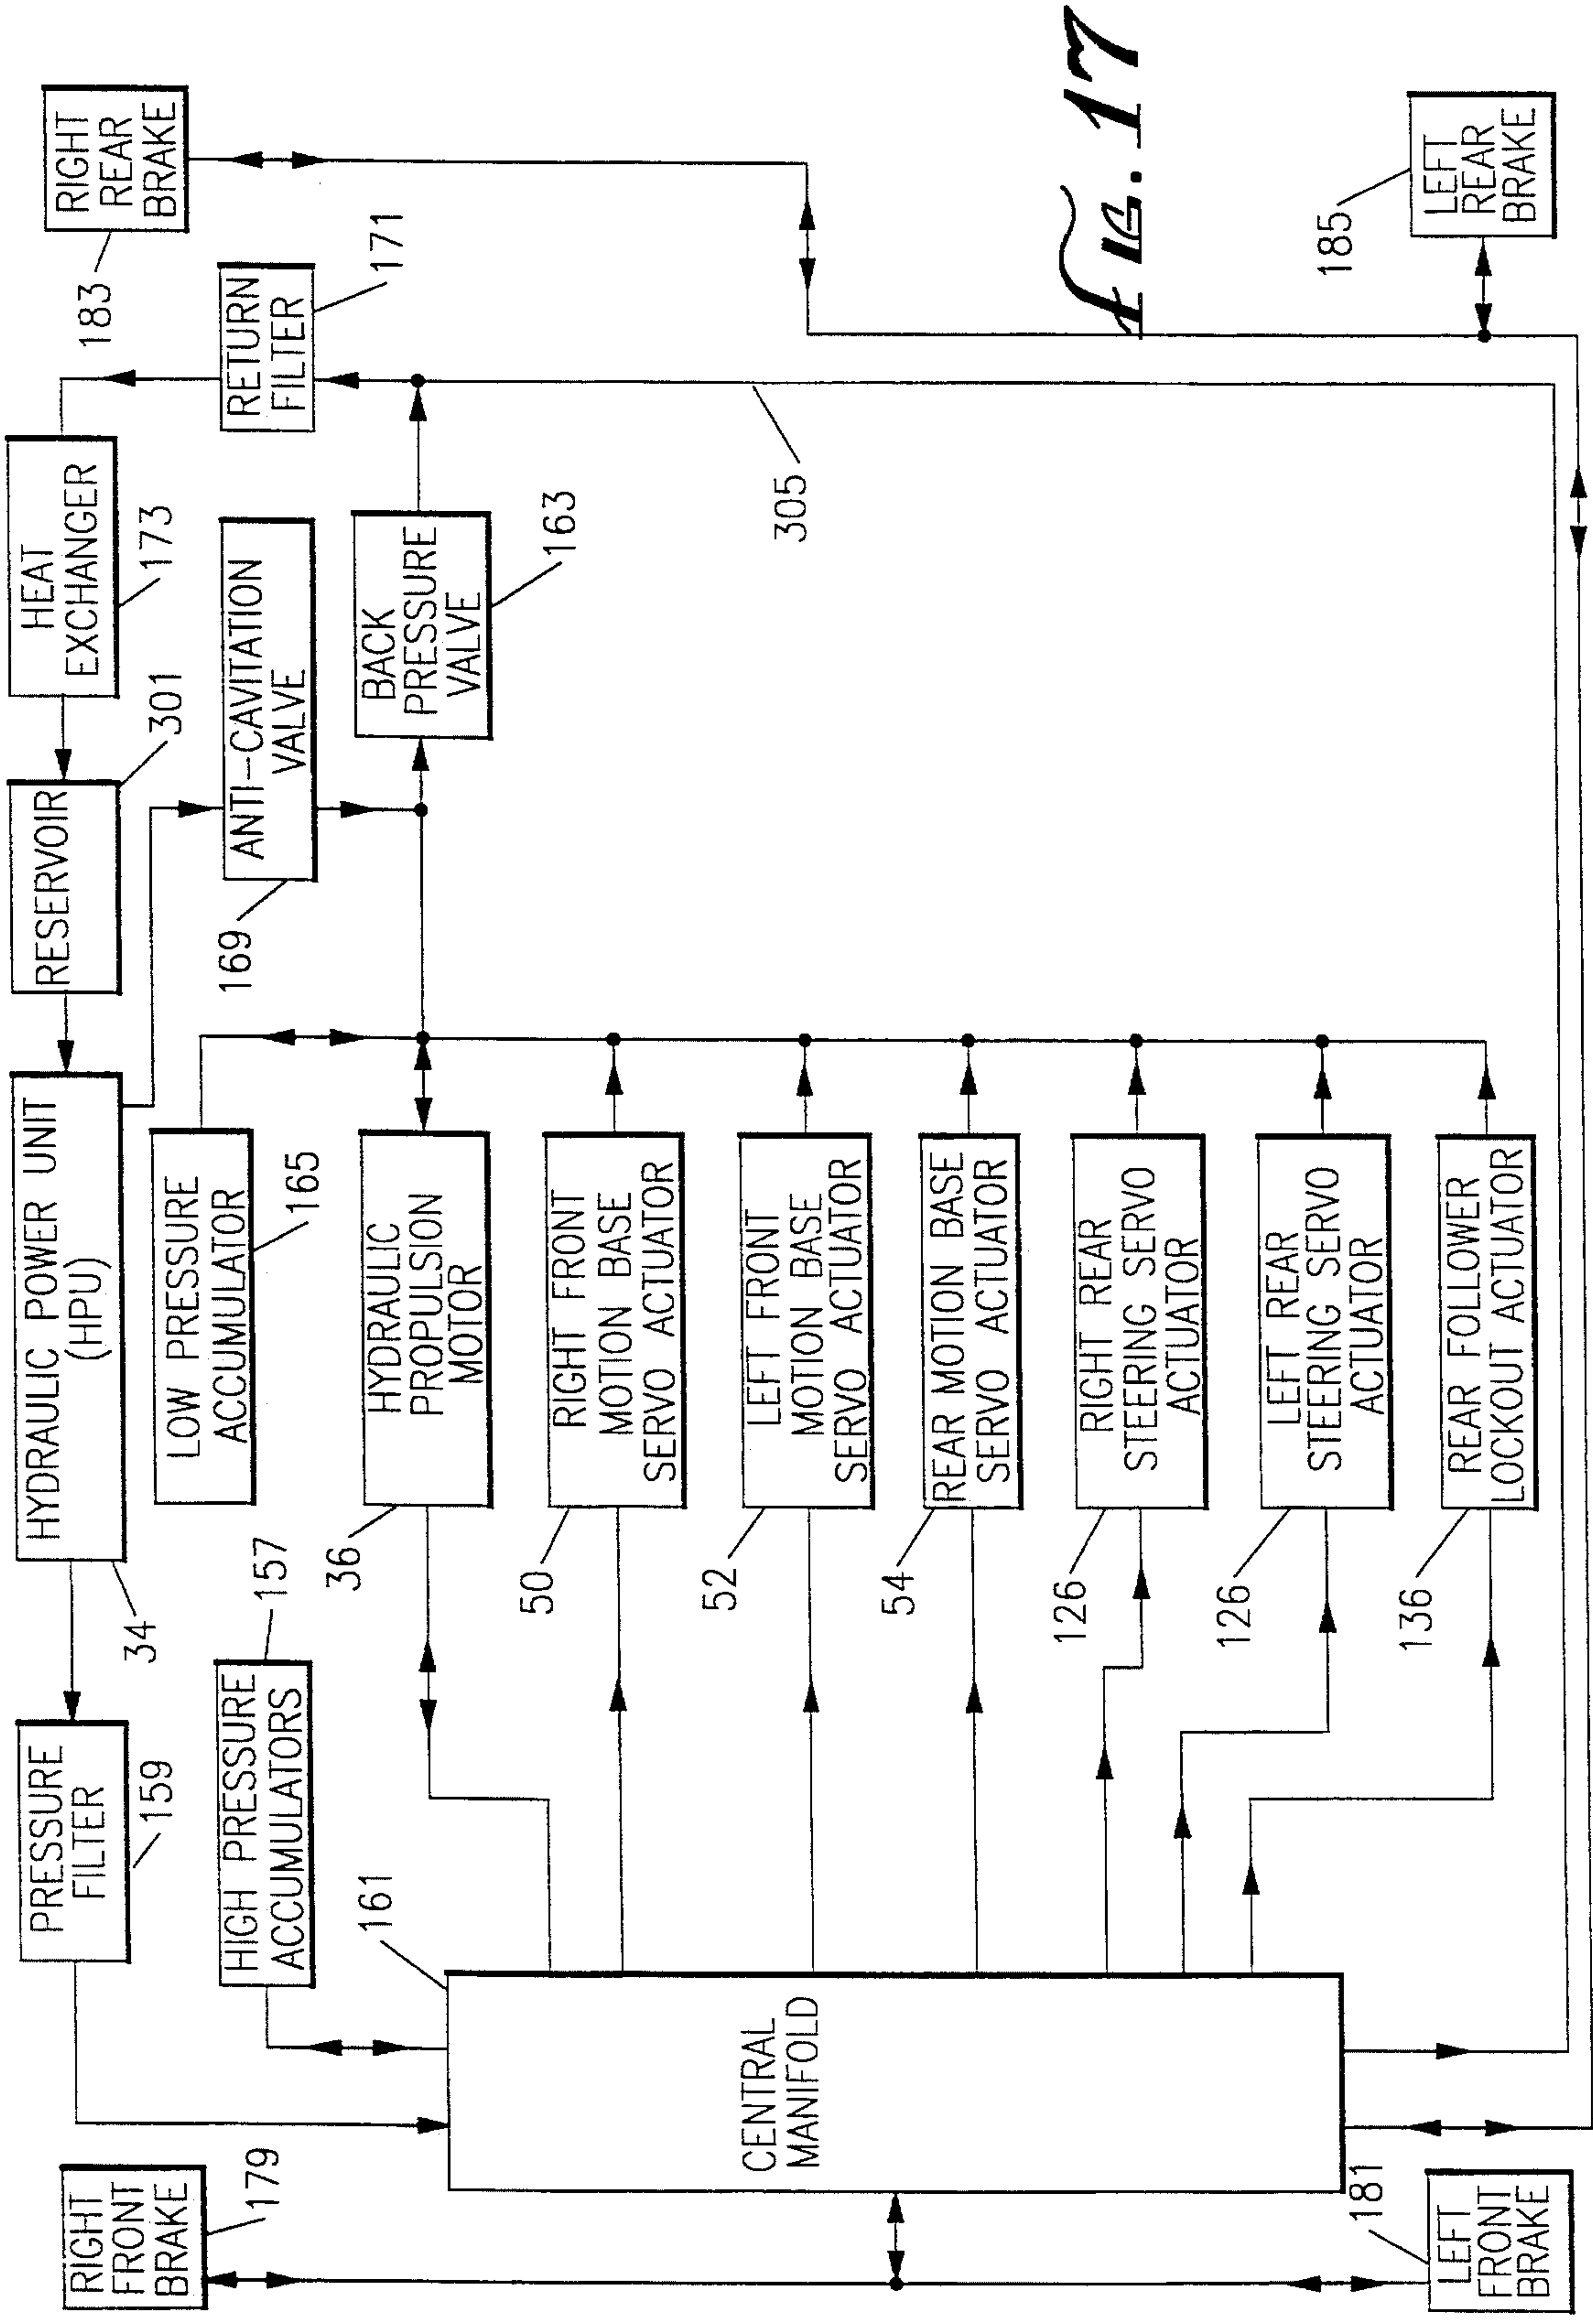 RIGHT
FRONT
BRAKE
179
PRESSURE
FILTER
159
HYDRAULIC POWER UNIT
(HPU)
34
RESERVOIR
301
HEAT
EXCHANGER
173
RIGHT
REAR
BRAKE
183
HIGH PRESSURE
ACCUMULATORS
157
LOW PRESSURE
ACCUMULATOR
165
ANTI-CAVITATION
VALVE
169
RETURN
FILTER
171
BACK
PRESSURE
VALVE
163
161
CENTRAL
MANIFOLD
36
HYDRAULIC
PROPULSION
MOTOR
50
RIGHT FRONT
MOTION BASE
SERVO ACTUATOR
52
LEFT FRONT
MOTION BASE
SERVO ACTUATOR
54
REAR MOTION BASE
SERVO ACTUATOR
126
RIGHT REAR
STEERING SERVO
ACTUATOR
126
LEFT REAR
STEERING SERVO
ACTUATOR
136
REAR FOLLOWER
LOCKOUT ACTUATOR
305
181
LEFT
FRONT
BRAKE
185
LEFT
REAR
BRAKE
FIG. 17